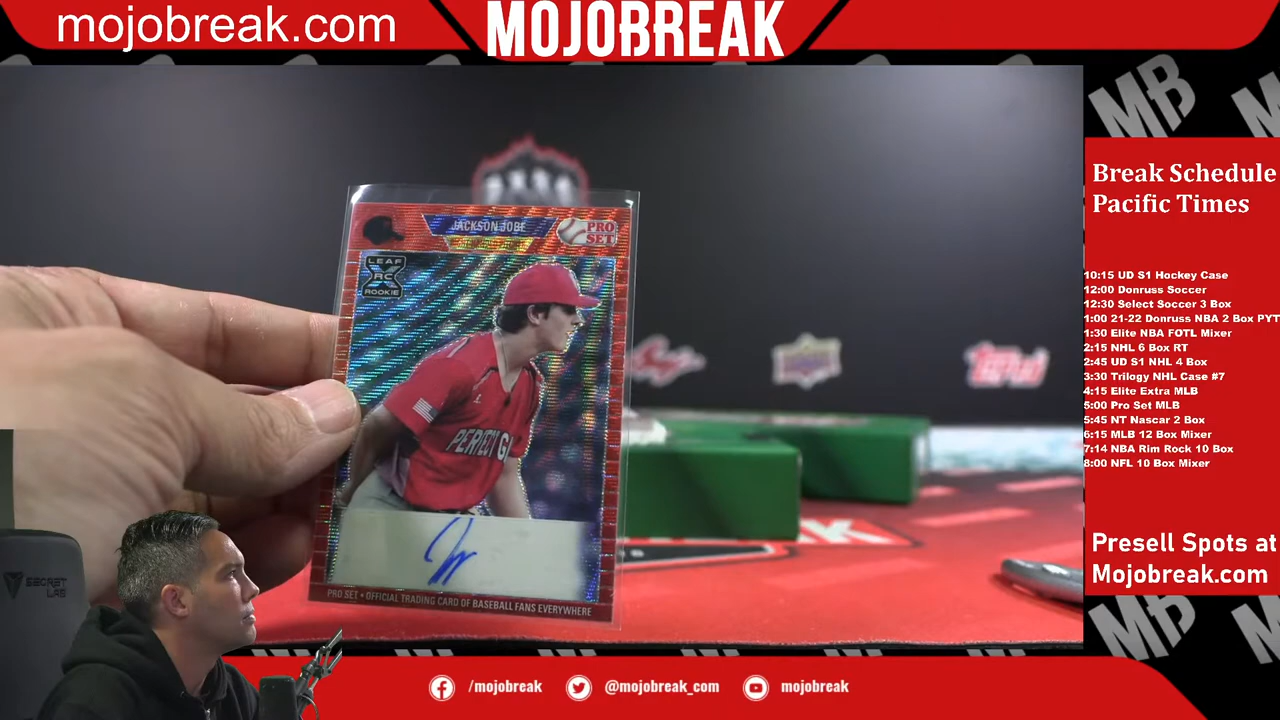 mojobreak.com
MOJOBREAK
MB
Break Schedule
Pacific Times
10:15 UD S1 Hockey Case
12:00 Donruss Soccer
12:30 Select Soccer 3 Box
1:00 21-22 Donruss NBA 2 Box PYT
1:30 Elite NBA FOTL Mixer
2:15 NHL 6 Box RT
2:45 UD S1 NHL 4 Box
3:30 Trilogy NHL Case #7
4:15 Elite Extra MLB
5:00 Pro Set MLB
5:45 NT Nascar 2 Box
6:15 MLB 12 Box Mixer
7:14 NBA Rim Rock 10 Box
8:00 NFL 10 Box Mixer
Presell Spots at
Mojobreak.com
MB
JACKSON JOBE
PRO
SET
LEAF
RC
ROOKIE
PERFECT G
PRO SET • OFFICIAL TRADING CARD OF BASEBALL FANS EVERYWHERE
topps
SECRET
LAB
/mojobreak
@mojobreak_com
mojobreak